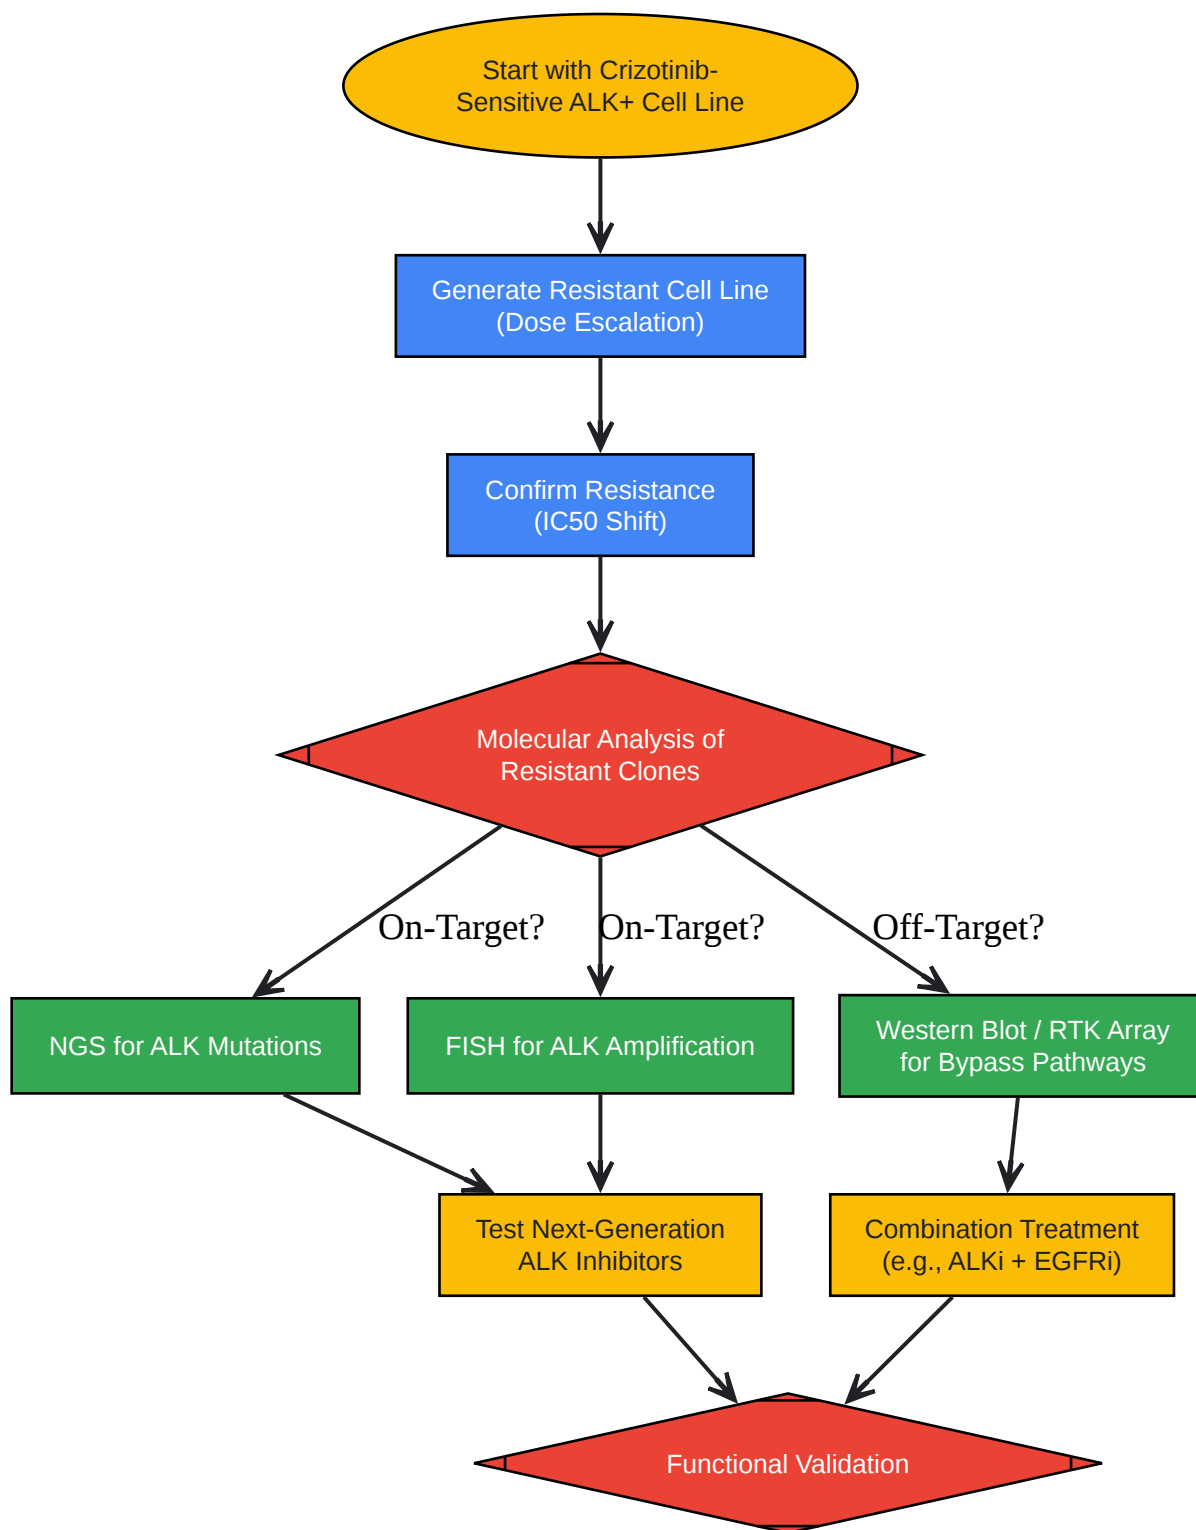 Start with Crizotinib-
Sensitive ALK+ Cell Line
Generate Resistant Cell Line
(Dose Escalation)
Confirm Resistance
(IC50 Shift)
Molecular Analysis of
Resistant Clones
On-Target?
On-Target?
Off-Target?
NGS for ALK Mutations
FISH for ALK Amplification
Western Blot / RTK Array
for Bypass Pathways
Test Next-Generation
ALK Inhibitors
Combination Treatment
(e.g., ALKi + EGFRi)
Functional Validation